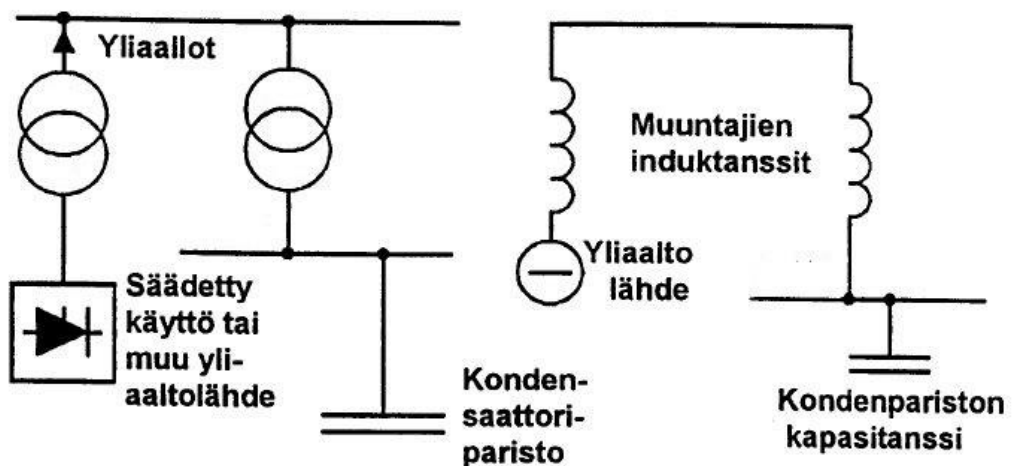 Yliaallot
Säädetty
käyttö tai
muu yli-
aaltolähde
Konden-
saattori-
paristo
Muuntajien
induktanssit
Yliaalto
lähde
Kondenpariston
kapasitanssi